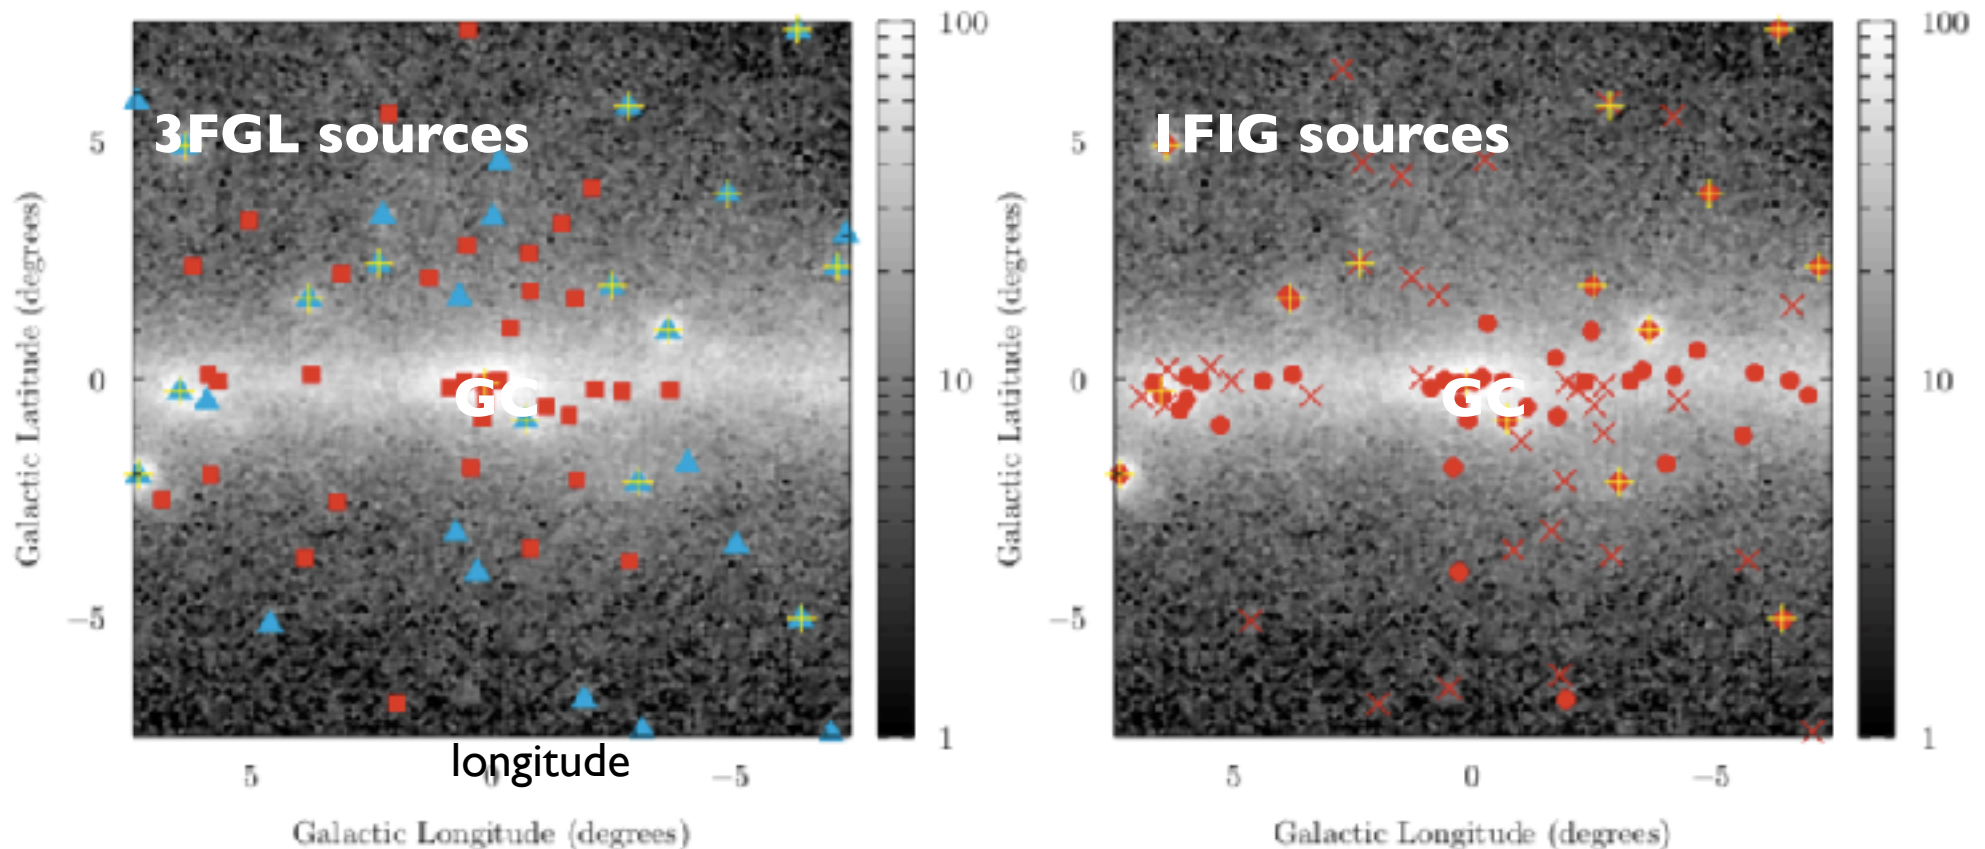 100
3FGL sources
5
0
GC
10
−5
1
longitude
5
0
−5
Galactic Longitude (degrees)
Galactic Latitude (degrees)
100
1FIG sources
5
0
GC
10
−5
1
5
0
−5
Galactic Longitude (degrees)
Galactic Latitude (degrees)